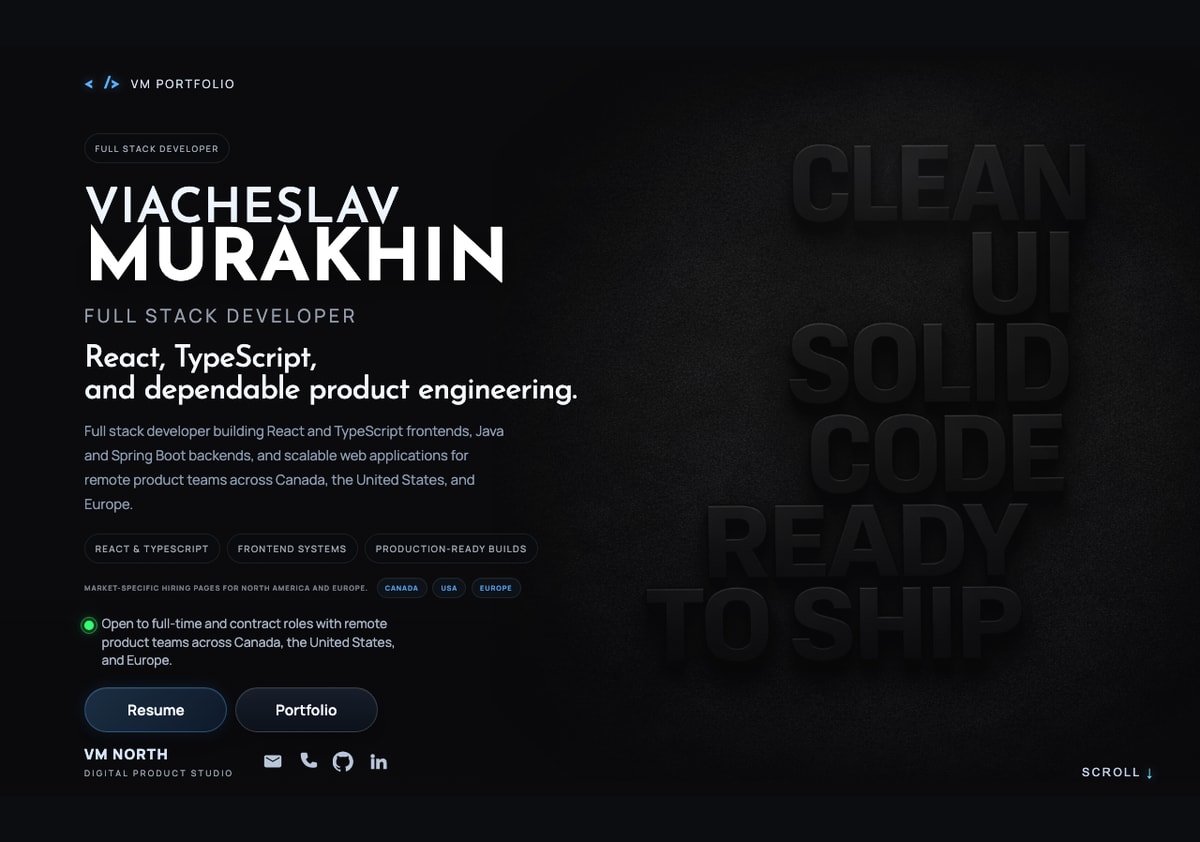 < /> VM PORTFOLIO
FULL STACK DEVELOPER
VIACHESLAV
MURAKHIN
FULL STACK DEVELOPER
React, TypeScript,
and dependable product engineering.
Full stack developer building React and TypeScript frontends, Java
and Spring Boot backends, and scalable web applications for
remote product teams across Canada, the United States, and
Europe.
REACT & TYPESCRIPT FRONTEND SYSTEMS PRODUCTION-READY BUILDS
MARKET-SPECIFIC HIRING PAGES FOR NORTH AMERICA AND EUROPE. CANADA USA EUROPE
Open to full-time and contract roles with remote
product teams across Canada, the United States,
and Europe.
Resume Portfolio
VM NORTH
DIGITAL PRODUCT STUDIO
in
CLEAN
UI
SOLID
CODE
READY
TO SHIP
SCROLL ↓